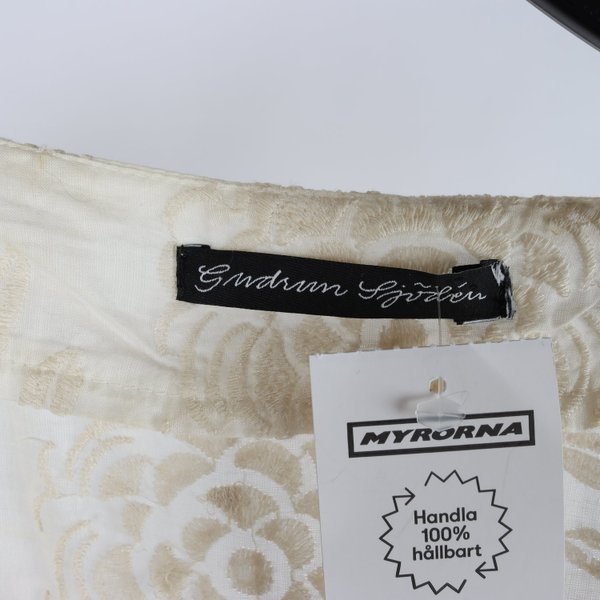 Gudrun Sjödén
MYRORNA
Handla
100%
hållbart